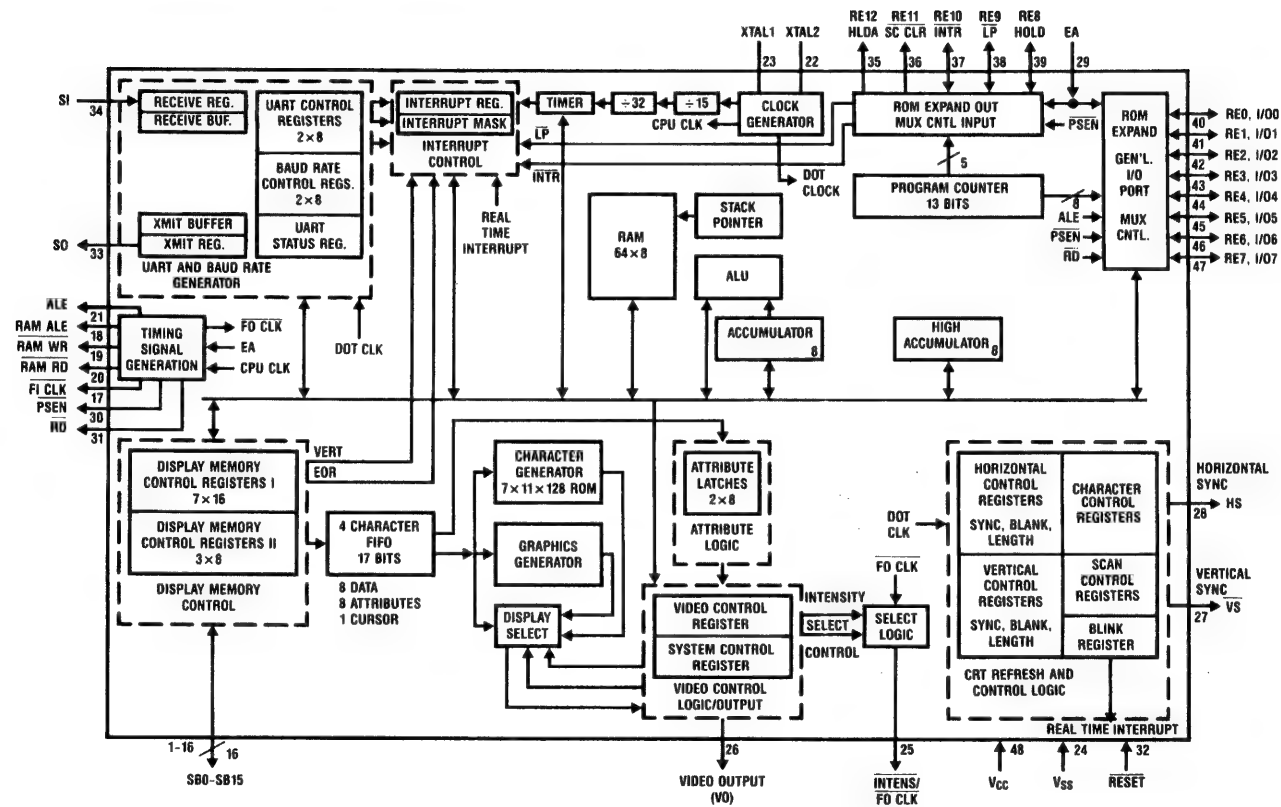 RE12 RE11 RE10 RE9 RE8
XTAL1 XTAL2 HLDA SC CLR INTR LP HOLD EA
23 22 35 36 37 38 39 29
SI
34
RECEIVE REG.
RECEIVE BUF.
UART CONTROL
REGISTERS
2×8
BAUD RATE
CONTROL REGS.
2×8
UART
STATUS REG.
XMIT BUFFER
XMIT REG.
SO
33
UART AND BAUD RATE
GENERATOR
INTERRUPT REG.
INTERRUPT MASK
INTERRUPT
CONTROL
TIMER
÷32
÷15
CLOCK
GENERATOR
CPU CLK
LP
INTR
DOT
CLOCK
REAL
TIME
INTERRUPT
ROM EXPAND OUT
MUX CNTL INPUT
PSEN
5
PROGRAM COUNTER
13 BITS
8
ALE
PSEN
RD
ROM
EXPAND
GEN'L.
I/O
PORT
MUX
CNTL.
RE0, I/O0
40
RE1, I/O1
41
RE2, I/O2
42
RE3, I/O3
43
RE4, I/O4
44
RE5, I/O5
45
RE6, I/O6
46
RE7, I/O7
47
RAM
64×8
STACK
POINTER
ALU
ACCUMULATOR
8
HIGH
ACCUMULATOR
8
ALE
21
RAM ALE
18
RAM WR
19
RAM RD
20
FI CLK
17
PSEN
30
RD
31
TIMING
SIGNAL
GENERATION
FO CLK
EA
CPU CLK
DOT CLK
DISPLAY MEMORY
CONTROL REGISTERS I
7×16
DISPLAY MEMORY
CONTROL REGISTERS II
3×8
DISPLAY MEMORY
CONTROL
VERT
EOR
4 CHARACTER
FIFO
17 BITS
8 DATA
8 ATTRIBUTES
1 CURSOR
CHARACTER
GENERATOR
7×11×128 ROM
GRAPHICS
GENERATOR
DISPLAY
SELECT
ATTRIBUTE
LATCHES
2×8
ATTRIBUTE
LOGIC
VIDEO CONTROL
REGISTER
SYSTEM CONTROL
REGISTER
VIDEO CONTROL
LOGIC/OUTPUT
INTENSITY
SELECT
CONTROL
FO CLK
SELECT
LOGIC
DOT
CLK
HORIZONTAL
CONTROL
REGISTERS
SYNC, BLANK,
LENGTH
CHARACTER
CONTROL
REGISTERS
VERTICAL
CONTROL
REGISTERS
SYNC, BLANK,
LENGTH
SCAN
CONTROL
REGISTERS
BLINK
REGISTER
CRT REFRESH AND
CONTROL LOGIC
REAL TIME INTERRUPT
HORIZONTAL
SYNC
HS
28
VERTICAL
SYNC
VS
27
1-16 16
SB0-SB15
26
VIDEO OUTPUT
(VO)
25
INTENS/
FO CLK
48 24 32
VCC VSS RESET